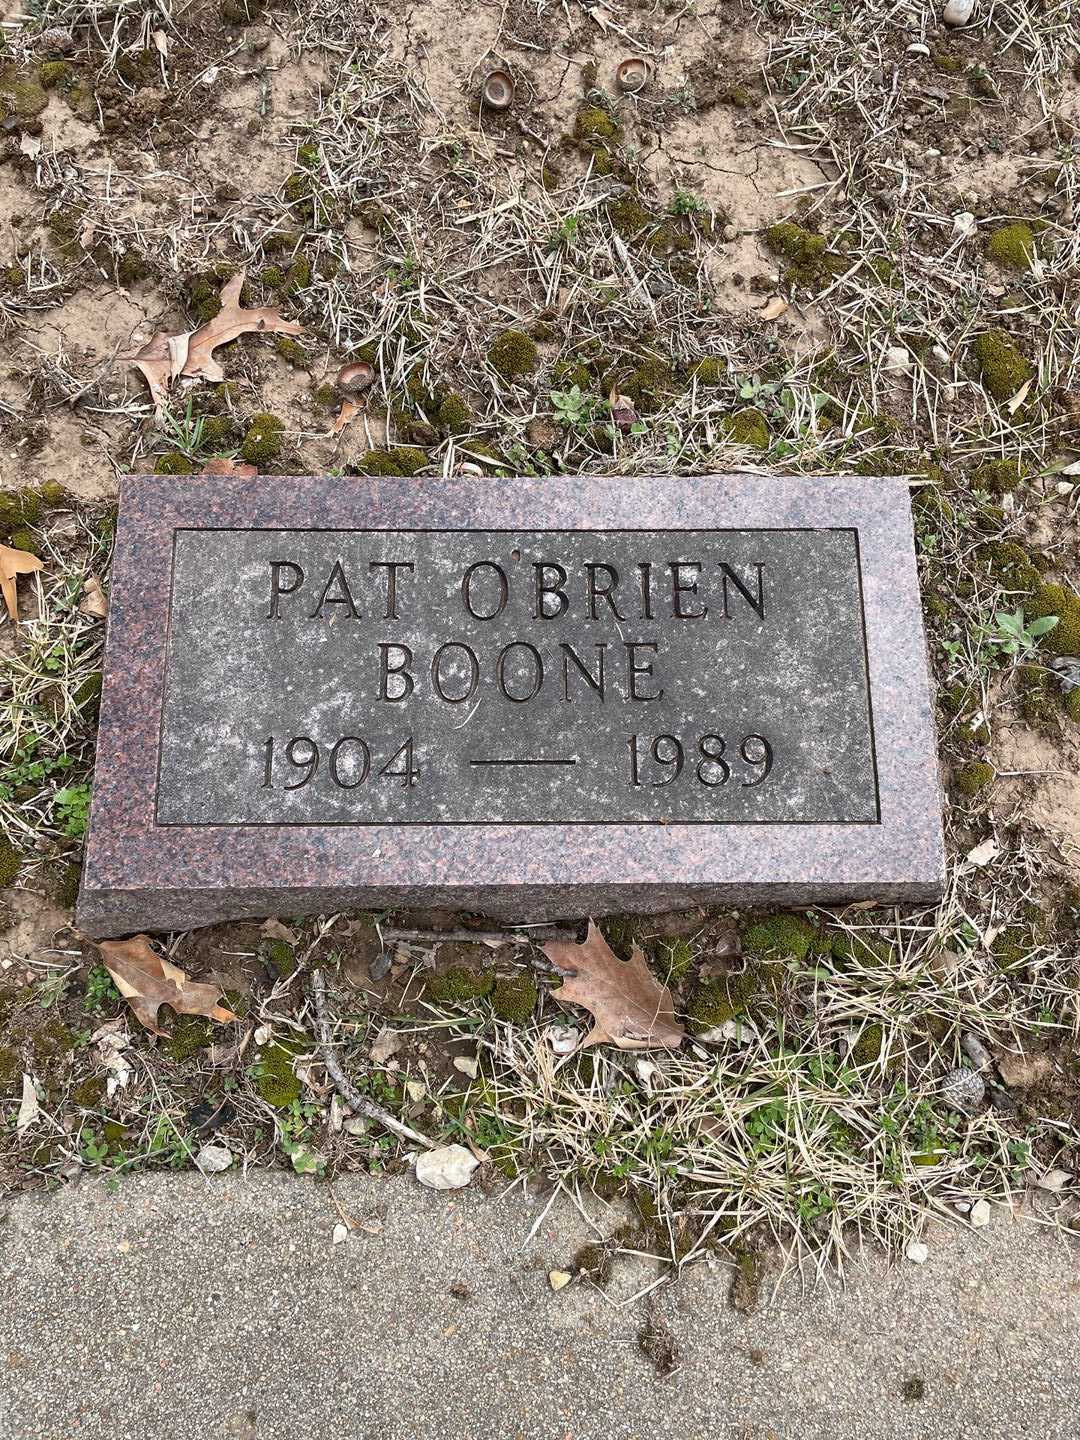 PAT O'BRIEN
BOONE
1904 — 1989